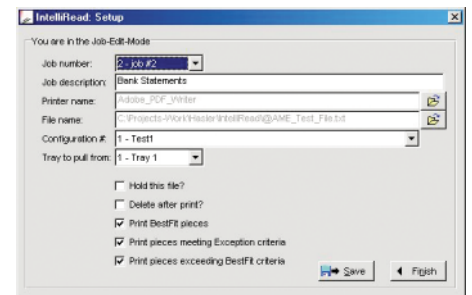 IntelliRead: Setup
You are in the Job-Edit-Mode
Job number: 2 - job #2
Job description: Bank Statements
Printer name: Adobe_PDF_Writer
File name: C:\Projects-Work\Hasler\IntelliRead\@AME_Test_File.txt
Configuration #: 1 - Test1
Tray to pull from: 1 - Tray 1
Hold this file?
Delete after print?
Print BestFit pieces
Print pieces meeting Exception criteria
Print pieces exceeding BestFit criteria
Save Finish